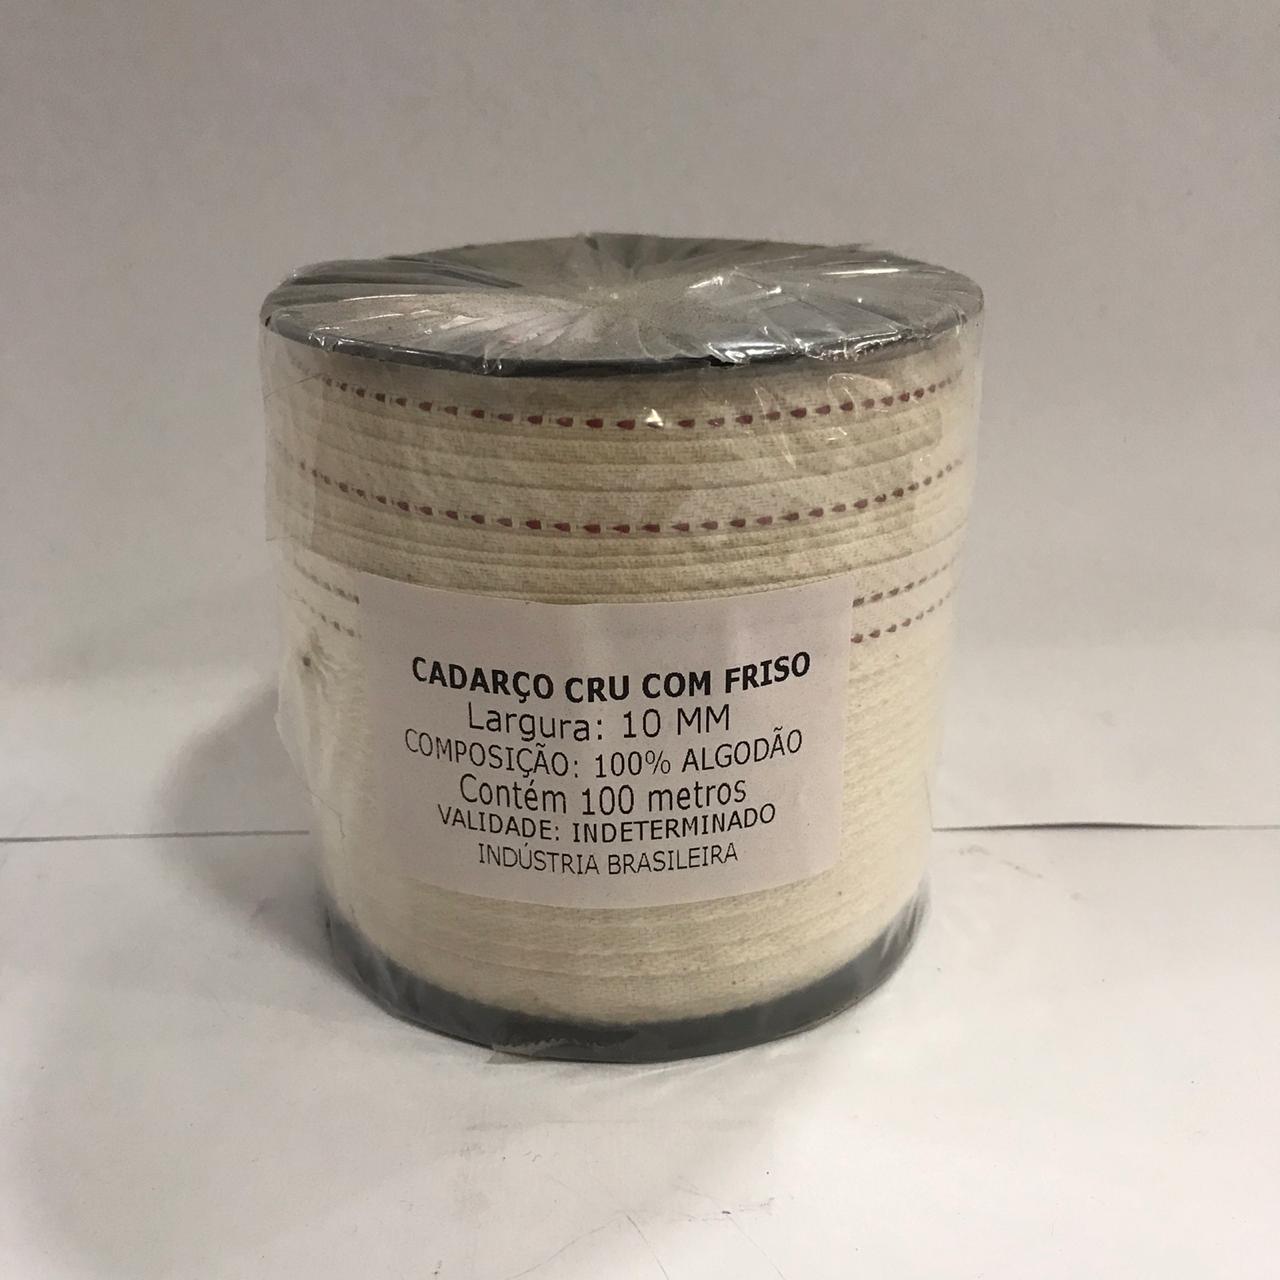 CADARÇO CRU COM FRISO
Largura: 10 MM
COMPOSIÇÃO: 100% ALGODÃO
Contém 100 metros
VALIDADE: INDETERMINADO
INDÚSTRIA BRASILEIRA